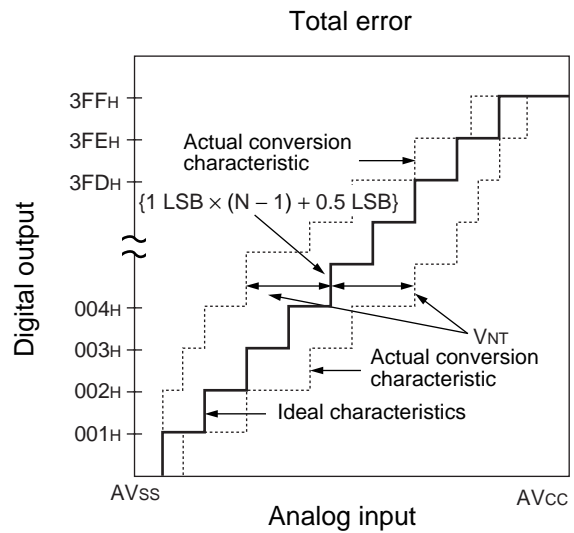 Total error
3FFH
3FEH
3FDH
Actual conversion
characteristic
{1 LSB × (N − 1) + 0.5 LSB}
Digital output
004H
003H
002H
001H
VNT
Actual conversion
characteristic
Ideal characteristics
AVSS
AVCC
Analog input